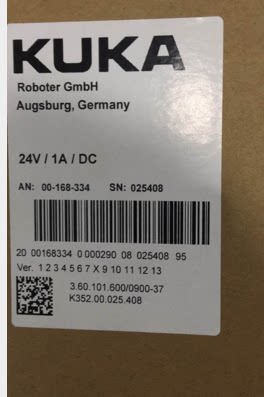 KUKA
Roboter GmbH
Augsburg, Germany
24V / 1A / DC
AN: 00-168-334 SN: 025408
20 00168334 0 000290 08 025408 95
Ver. 1 2 3 4 5 6 7 X 9 10 11 12 13
3.60.101.600/0900-37
K352.00.025.408